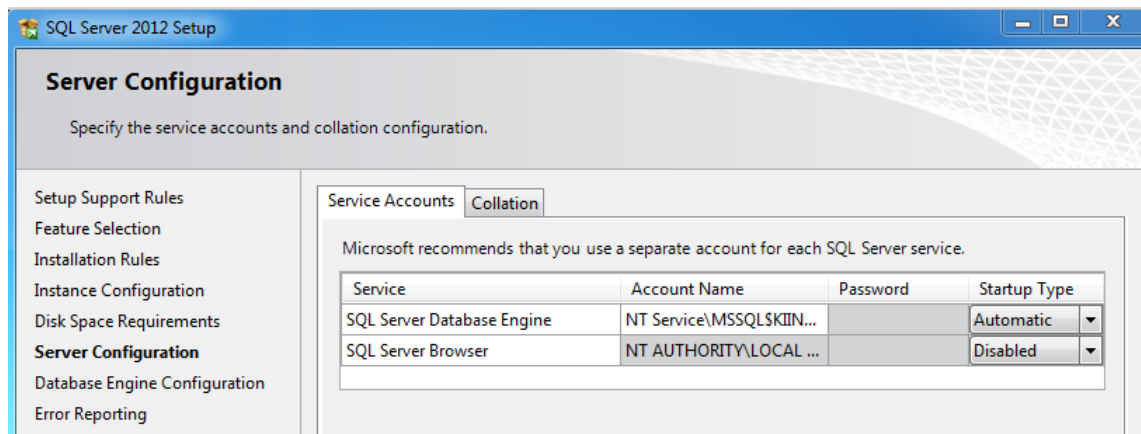 SQL Server 2012 Setup
Server Configuration
Specify the service accounts and collation configuration.
Setup Support Rules
Feature Selection
Installation Rules
Instance Configuration
Disk Space Requirements
Server Configuration
Database Engine Configuration
Error Reporting
Service Accounts Collation
Microsoft recommends that you use a separate account for each SQL Server service.
Service Account Name Password Startup Type
SQL Server Database Engine NT Service\MSSQL$KIIN... Automatic
SQL Server Browser NT AUTHORITY\LOCAL ... Disabled